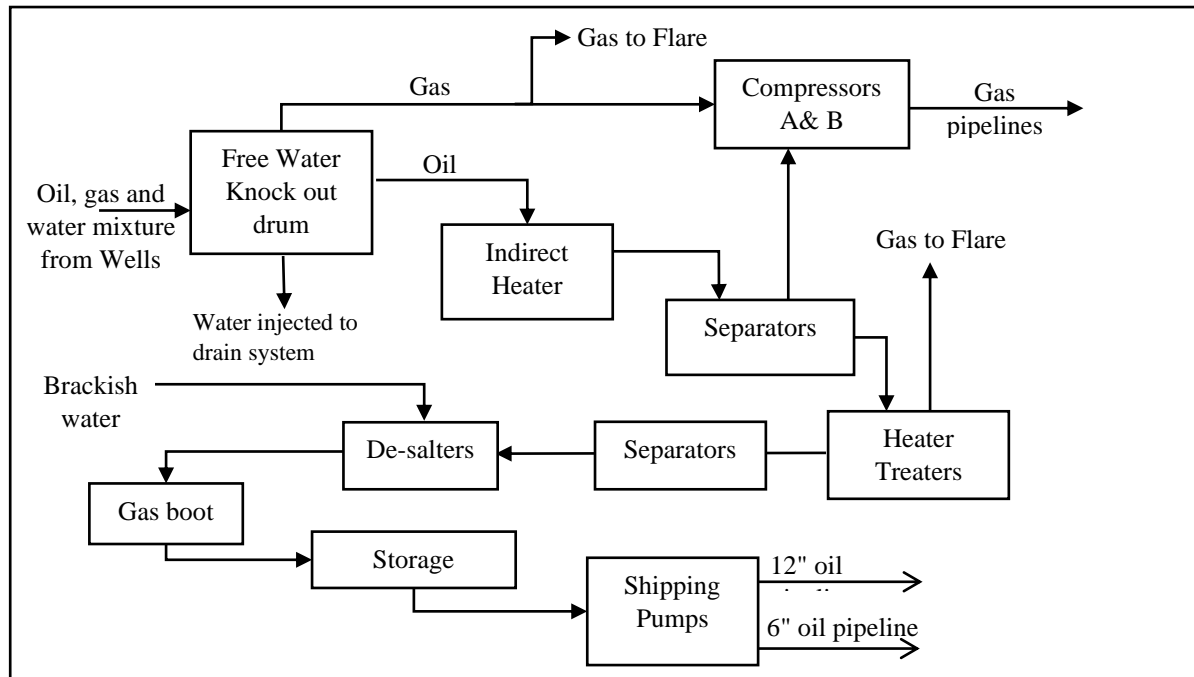 Gas to Flare
Gas
Compressors
A& B
Gas
pipelines
Free Water
Knock out
drum
Oil
Oil, gas and
water mixture
from Wells
Indirect
Heater
Gas to Flare
Separators
Water injected to
drain system
Brackish
water
De-salters
Separators
Heater
Treaters
Gas boot
Storage
Shipping
Pumps
12" oil
6" oil pipeline